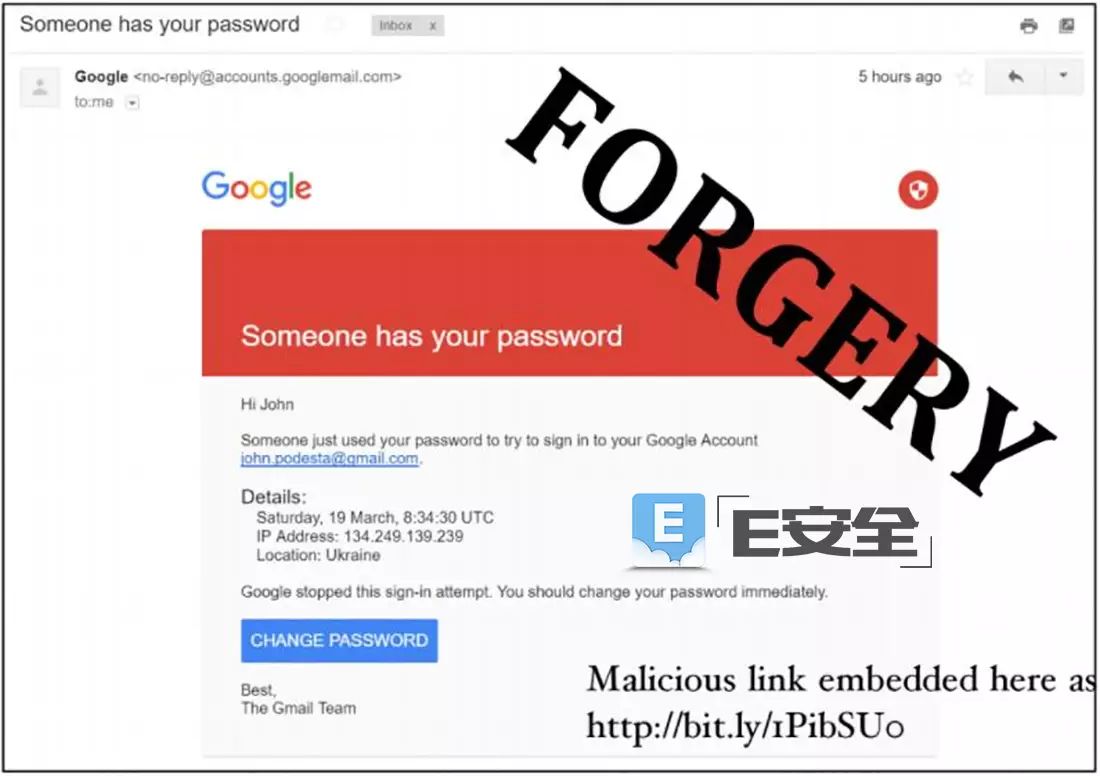 Someone has your password
Inbox x
Google <no-reply@accounts.googlemail.com>
5 hours ago
to:me
FORGERY
Google
Someone has your password
Hi John
Someone just used your password to try to sign in to your Google Account
john.podesta@gmail.com.
Details:
Saturday, 19 March, 8:34:30 UTC
IP Address: 134.249.139.239
Location: Ukraine
E
E安全
Google stopped this sign-in attempt. You should change your password immediately.
CHANGE PASSWORD
Best,
The Gmail Team
Malicious link embedded here as
http://bit.ly/1PibSU0